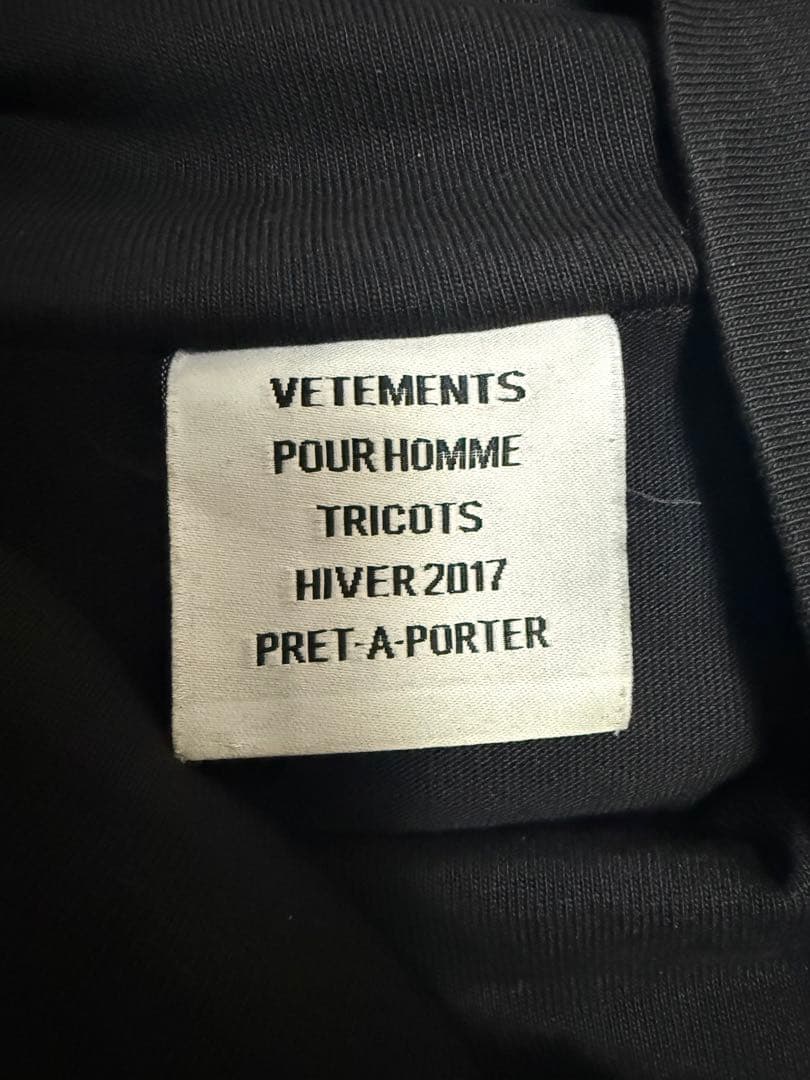 VETEMENTS
POUR HOMME
TRICOTS
HIVER 2017
PRET-A-PORTER